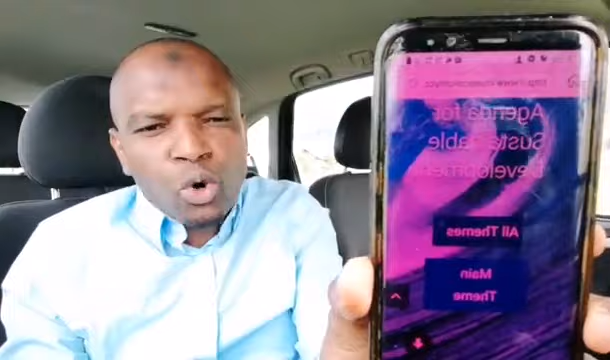 Agenda for
Sustainable
Development
All Themes
Main
Theme